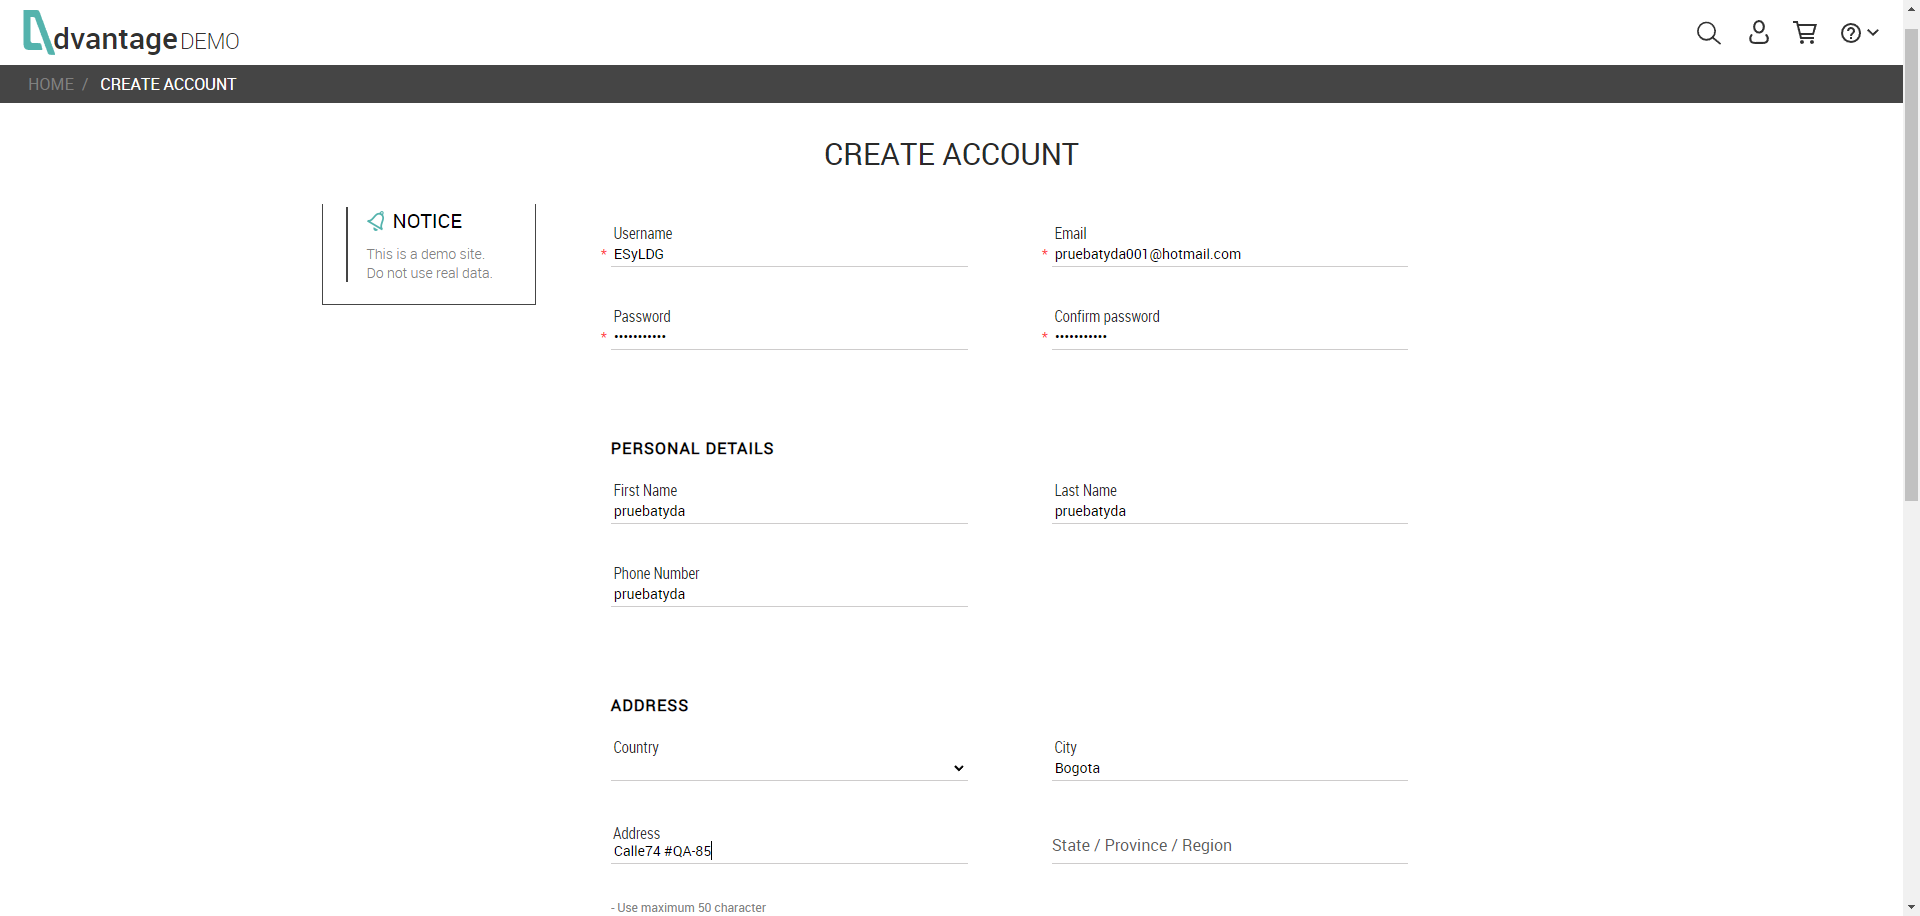 dvantage DEMO
HOME / CREATE ACCOUNT
CREATE ACCOUNT
NOTICE
This is a demo site.
Do not use real data.
Username
* ESyLDG
Email
* pruebatyda001@hotmail.com
Password
* •••••••••••
Confirm password
* •••••••••••
PERSONAL DETAILS
First Name
pruebatyda
Last Name
pruebatyda
Phone Number
pruebatyda
ADDRESS
Country
City
Bogota
Address
Calle74 #QA-85
State / Province / Region
- Use maximum 50 character